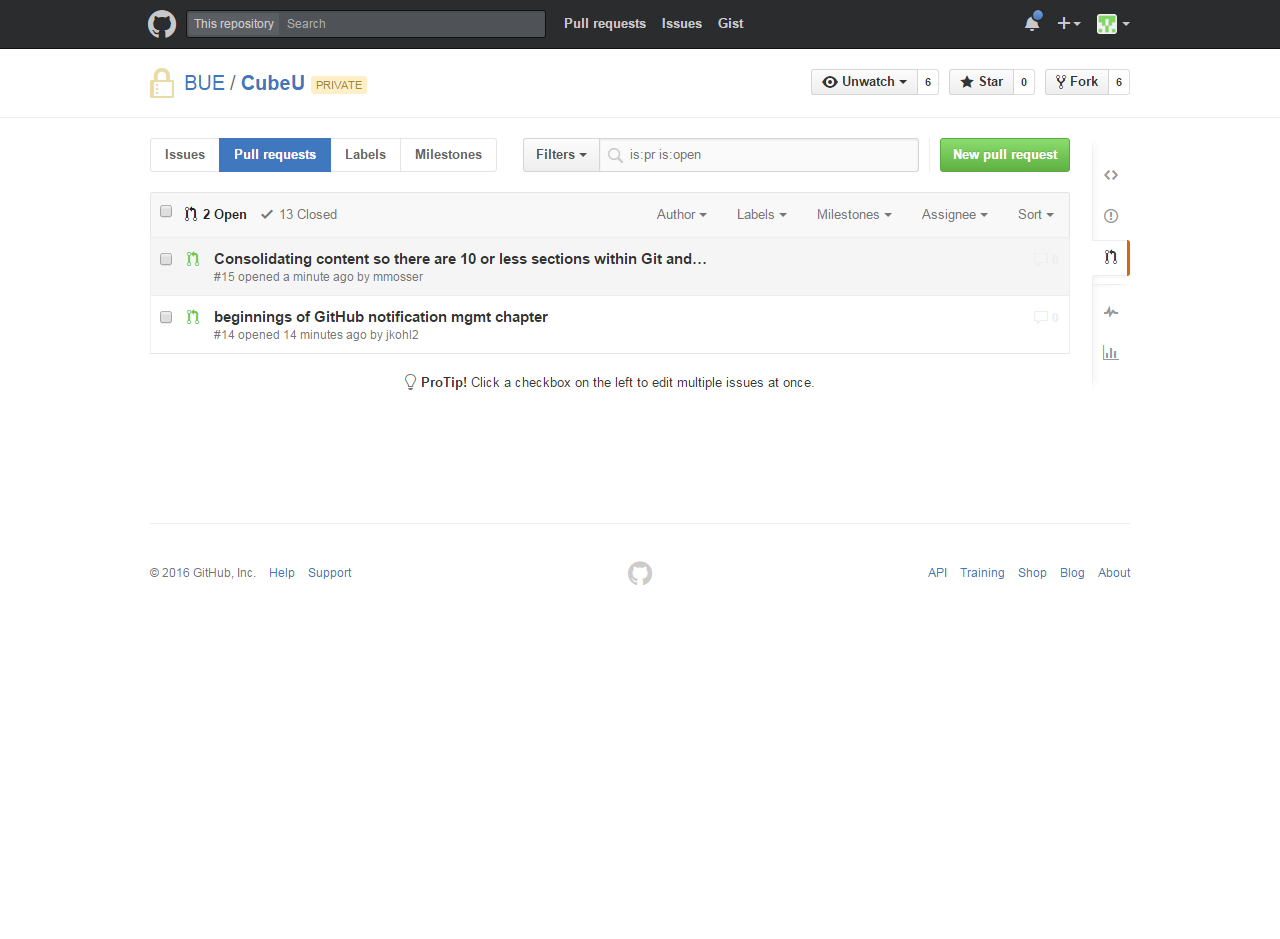 This repository Search Pull requests Issues Gist
BUE / CubeU PRIVATE Unwatch 6 Star 0 Fork 6
Issues Pull requests Labels Milestones Filters is:pr is:open New pull request
2 Open 13 Closed Author Labels Milestones Assignee Sort
Consolidating content so there are 10 or less sections within Git and… 0
#15 opened a minute ago by mmosser
beginnings of GitHub notification mgmt chapter 0
#14 opened 14 minutes ago by jkohl2
ProTip! Click a checkbox on the left to edit multiple issues at once.
© 2016 GitHub, Inc. Help Support API Training Shop Blog About